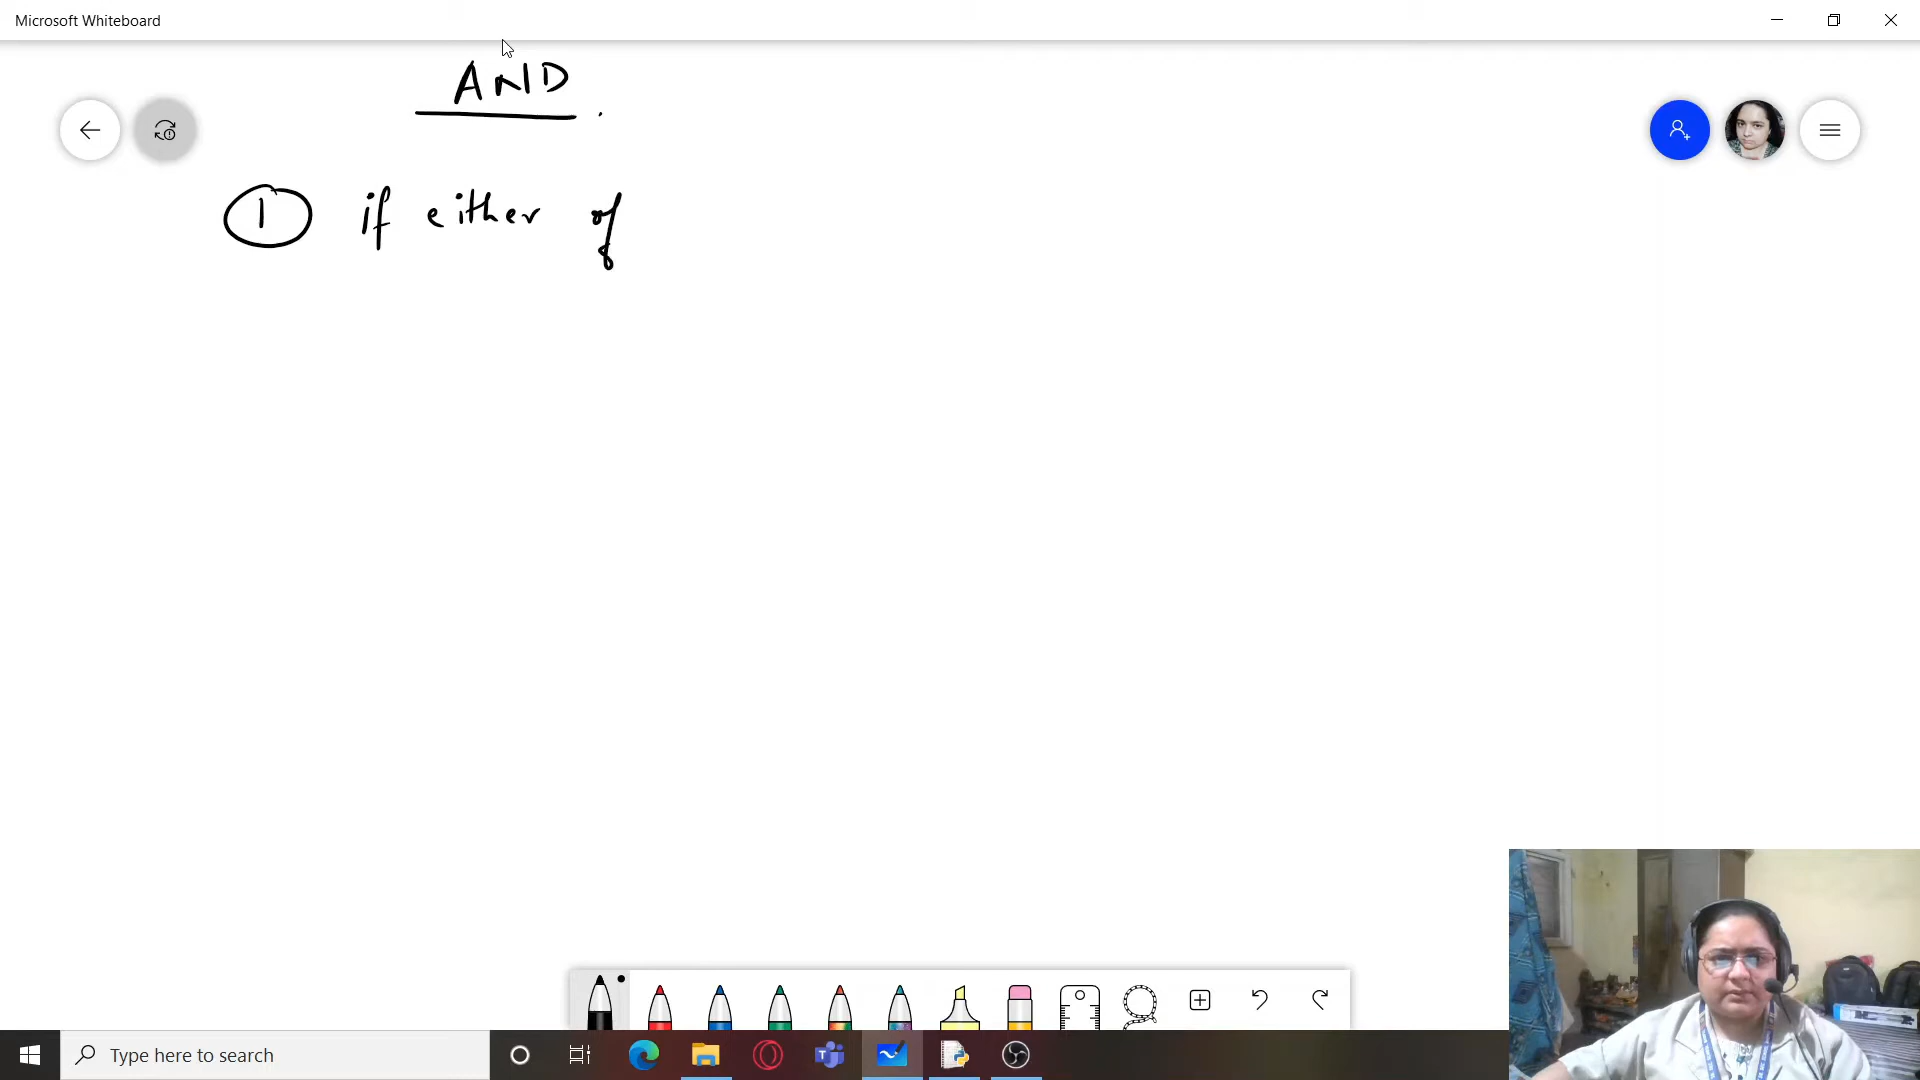 Microsoft Whiteboard
AND
① if either of
Type here to search